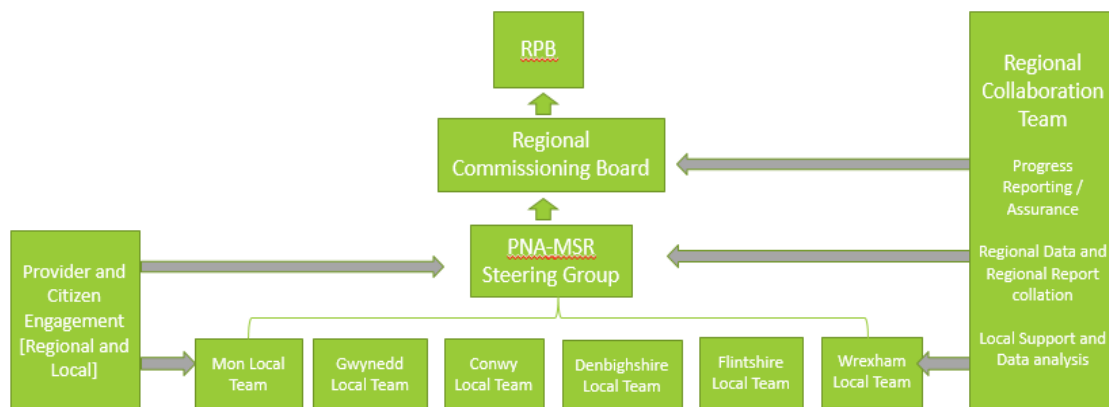 RPB
Regional
Commissioning Board
PNA-MSR
Steering Group
Provider and
Citizen
Engagement
[Regional and
Local]
Mon Local
Team
Gwynedd
Local Team
Conwy
Local Team
Denbighshire
Local Team
Flintshire
Local Team
Wrexham
Local Team
Regional
Collaboration
Team
Progress
Reporting /
Assurance
Regional Data and
Regional Report
collation
Local Support and
Data analysis